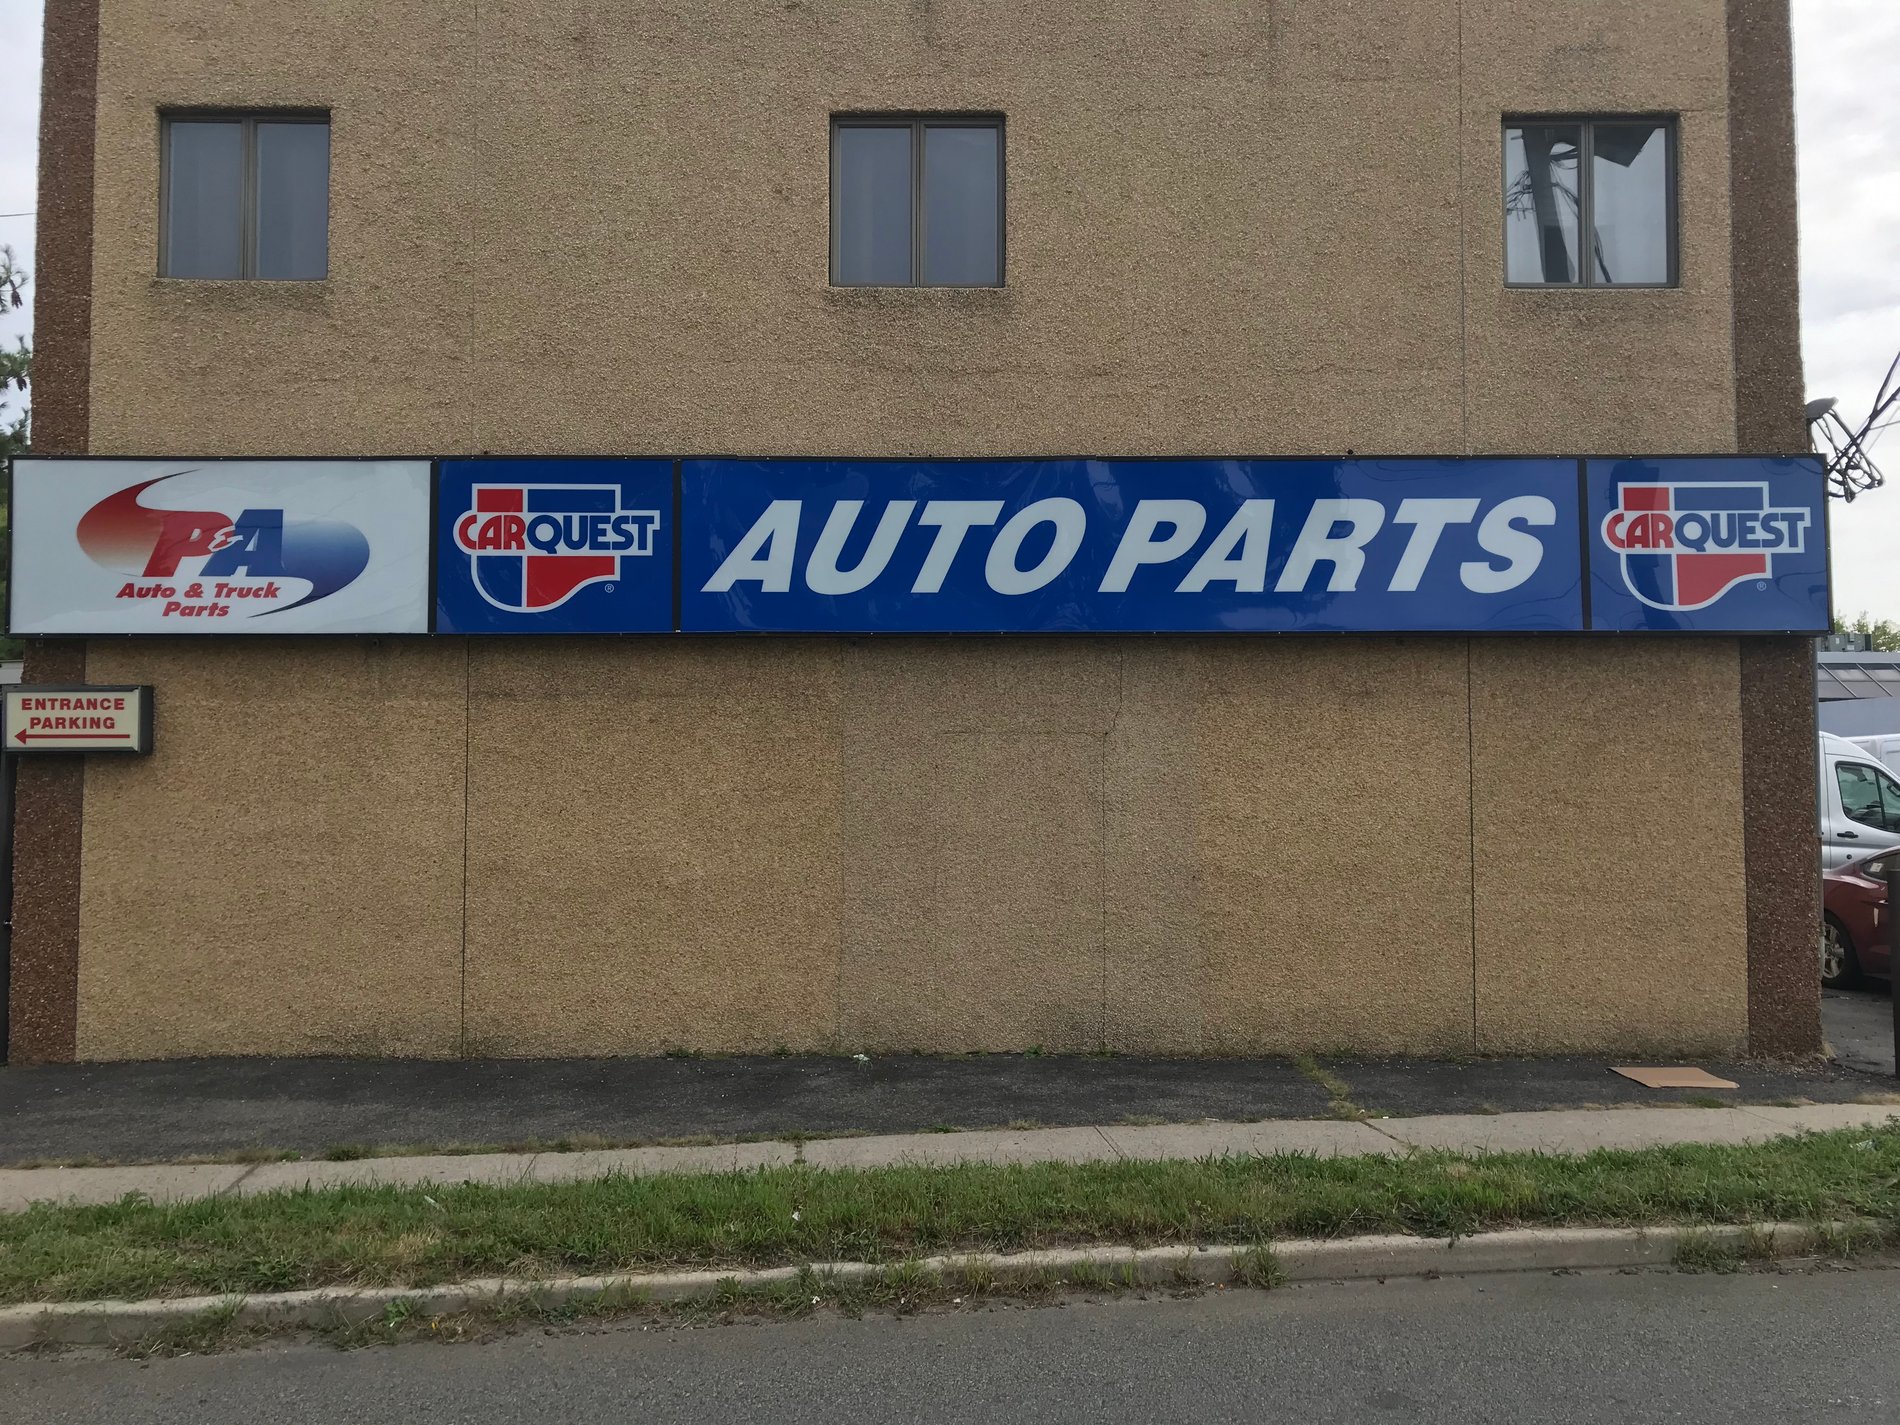 P&A
Auto & Truck
Parts
CARQUEST
®
AUTO PARTS
CARQUEST
®
ENTRANCE
PARKING